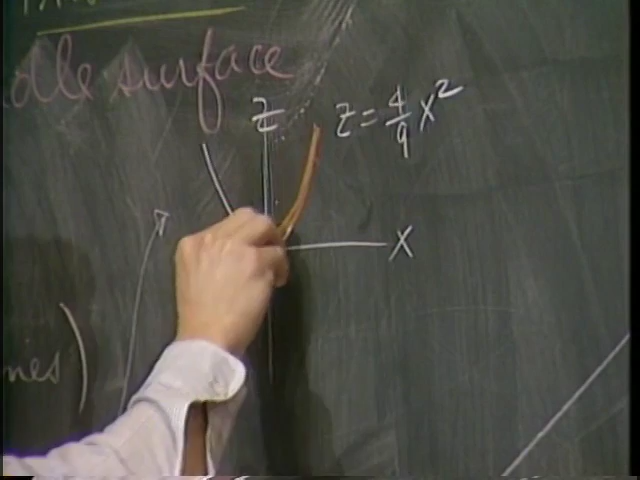 dle surface
z
z = 4/9 x²
x
nes)